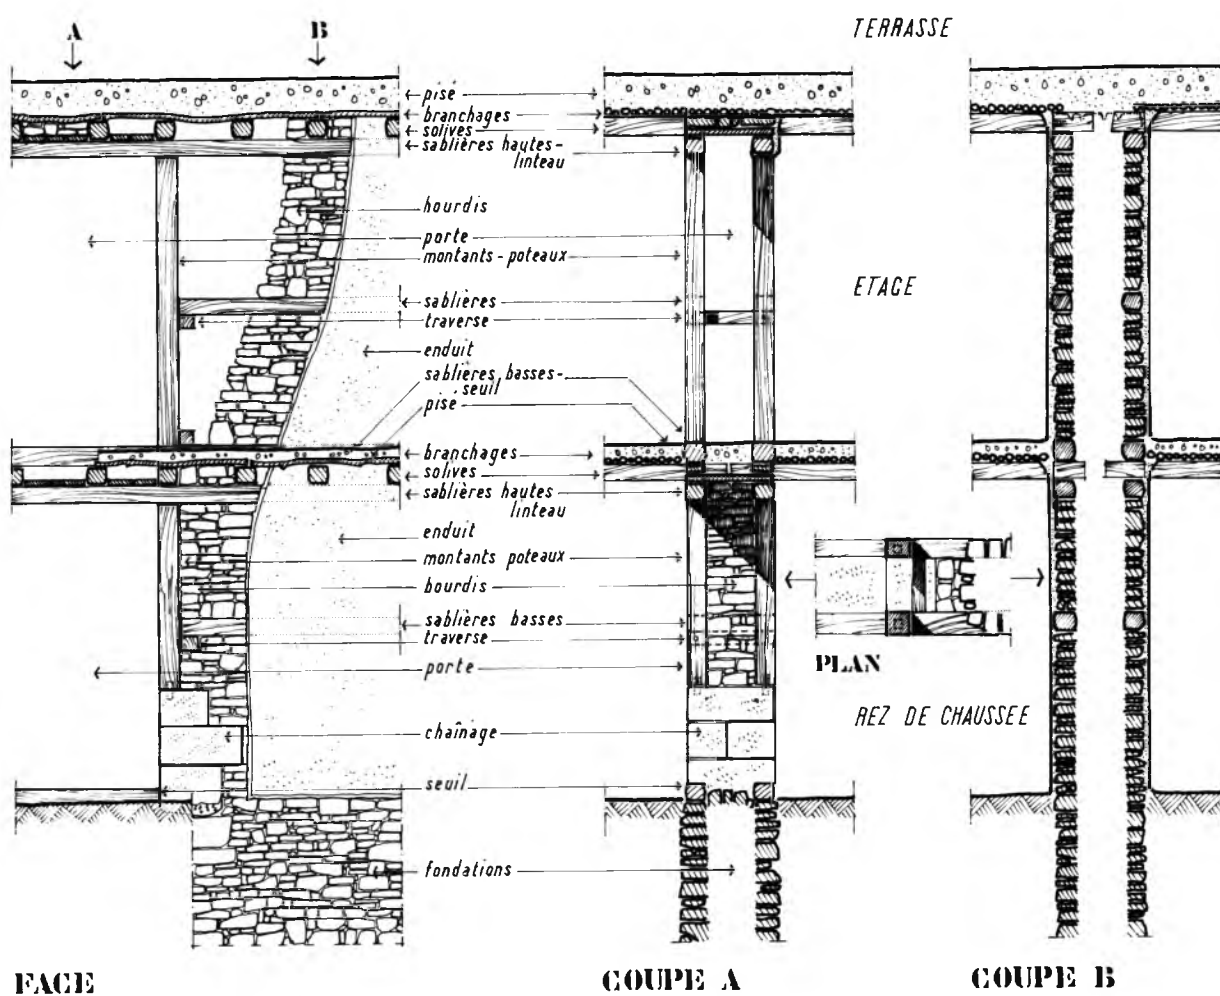 A
B
TERRASSE
pisé
branchages
solives
sablières hautes-
linteau
hourdis
porte
montants-poteaux
ETAGE
sablières
traverse
enduit
sablières basses-
seuil
pisé
branchages
solives
sablières hautes
linteau
enduit
montants poteaux
bourdis
sablières basses
traverse
porte
PLAN
chaînage
REZ DE CHAUSSEE
seuil
fondations
FACE
COUPE A
COUPE B